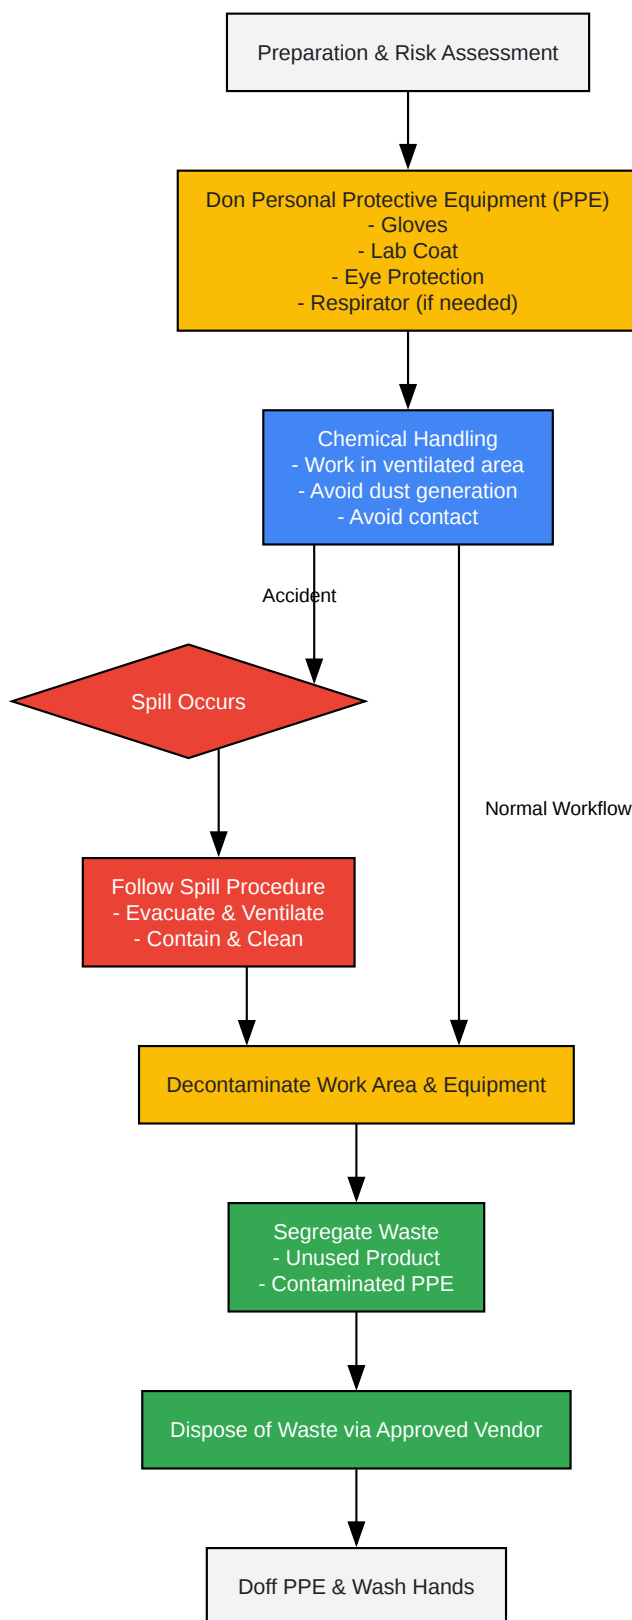 Preparation & Risk Assessment
Don Personal Protective Equipment (PPE)
- Gloves
- Lab Coat
- Eye Protection
- Respirator (if needed)
Chemical Handling
- Work in ventilated area
- Avoid dust generation
- Avoid contact
Accident
Spill Occurs
Normal Workflow
Follow Spill Procedure
- Evacuate & Ventilate
- Contain & Clean
Decontaminate Work Area & Equipment
Segregate Waste
- Unused Product
- Contaminated PPE
Dispose of Waste via Approved Vendor
Doff PPE & Wash Hands